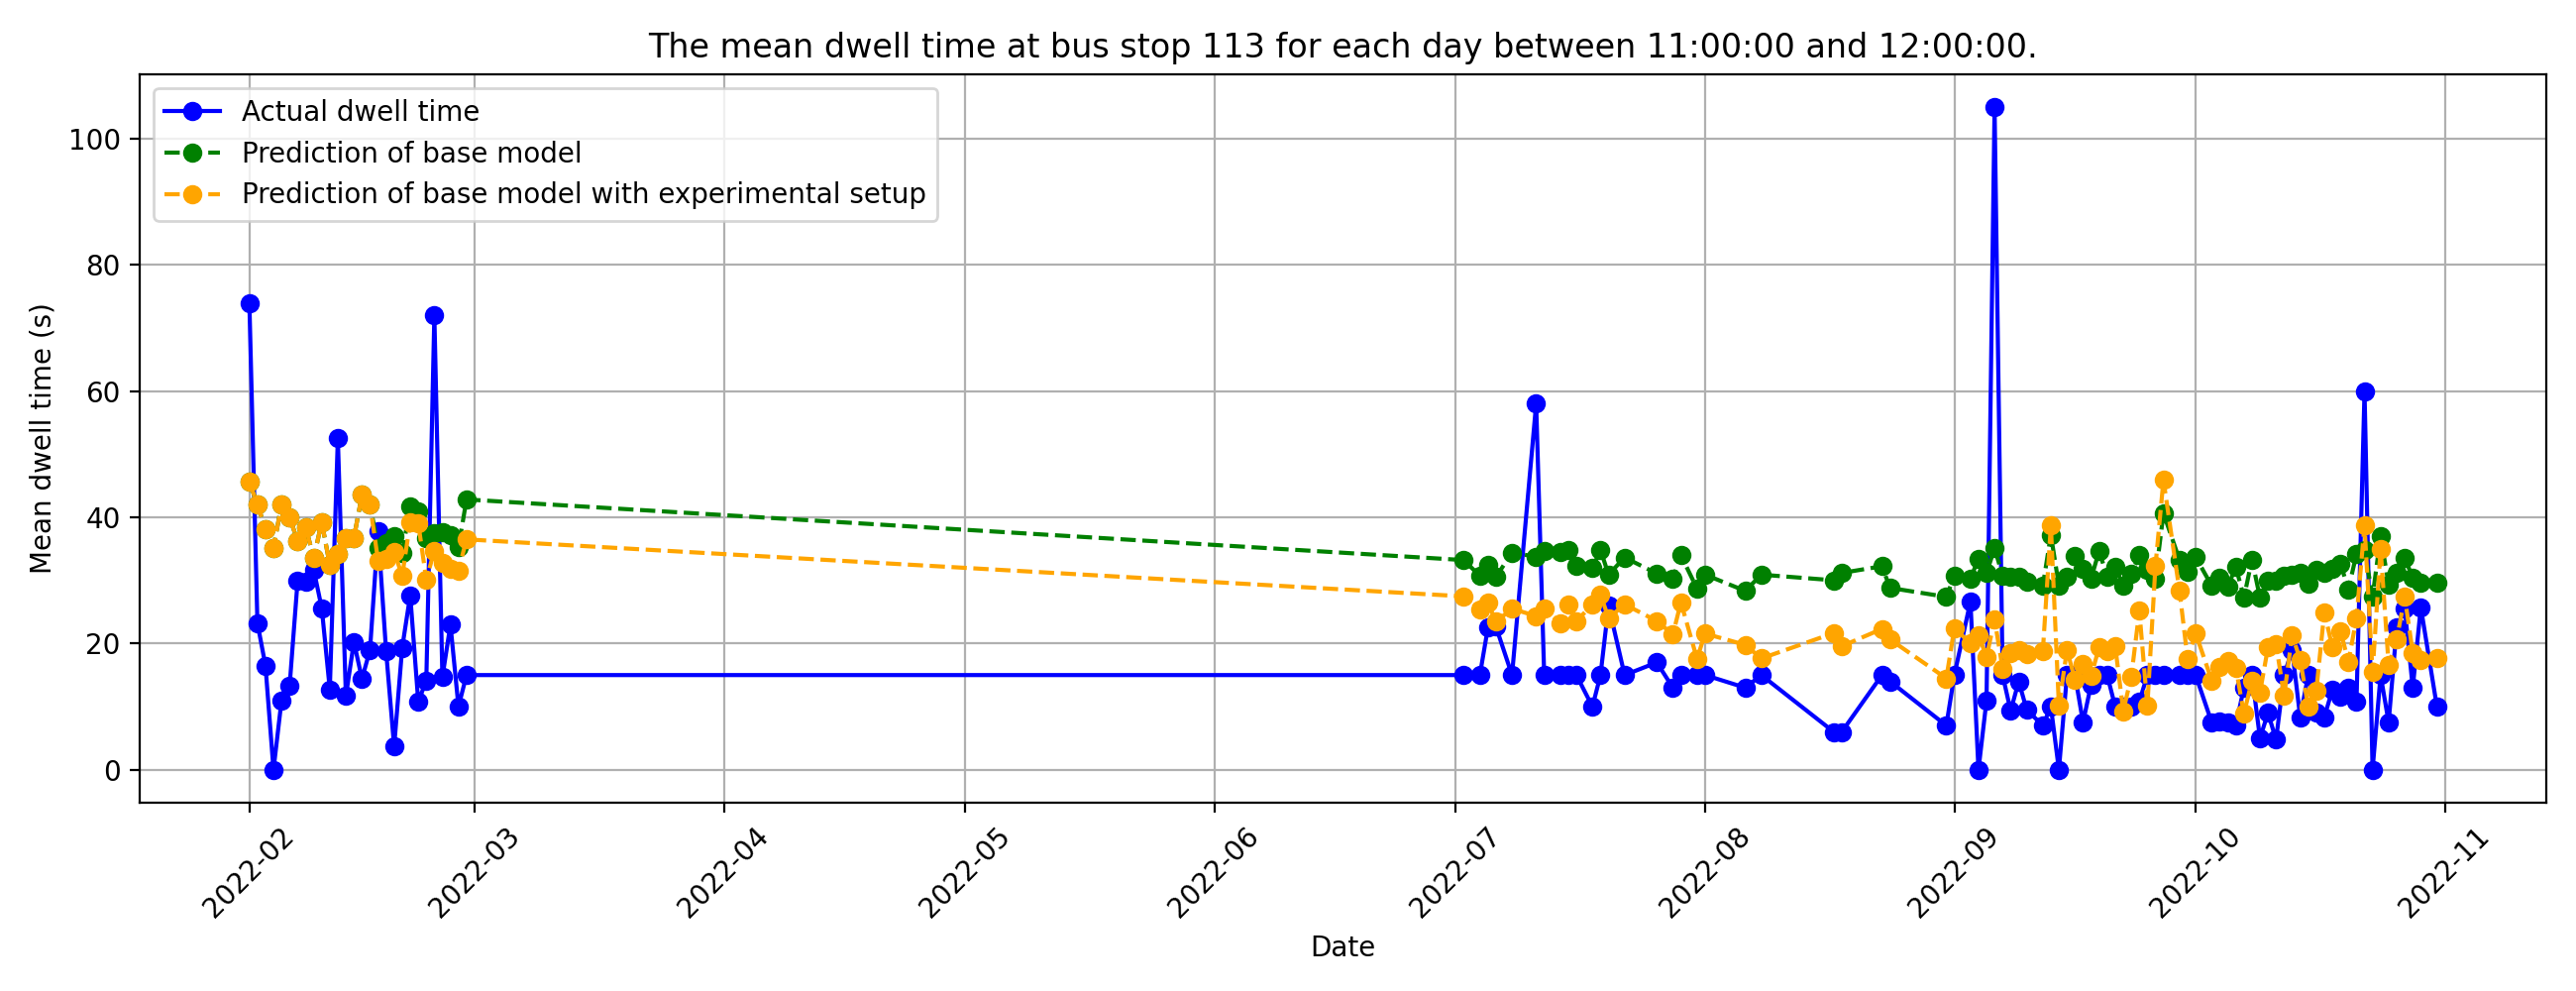 The mean dwell time at bus stop 113 for each day between 11:00:00 and 12:00:00.
Actual dwell time
Prediction of base model
Prediction of base model with experimental setup
Mean dwell time (s)
100
80
60
40
20
0
2022-02
2022-03
2022-04
2022-05
2022-06
2022-07
2022-08
2022-09
2022-10
2022-11
Date